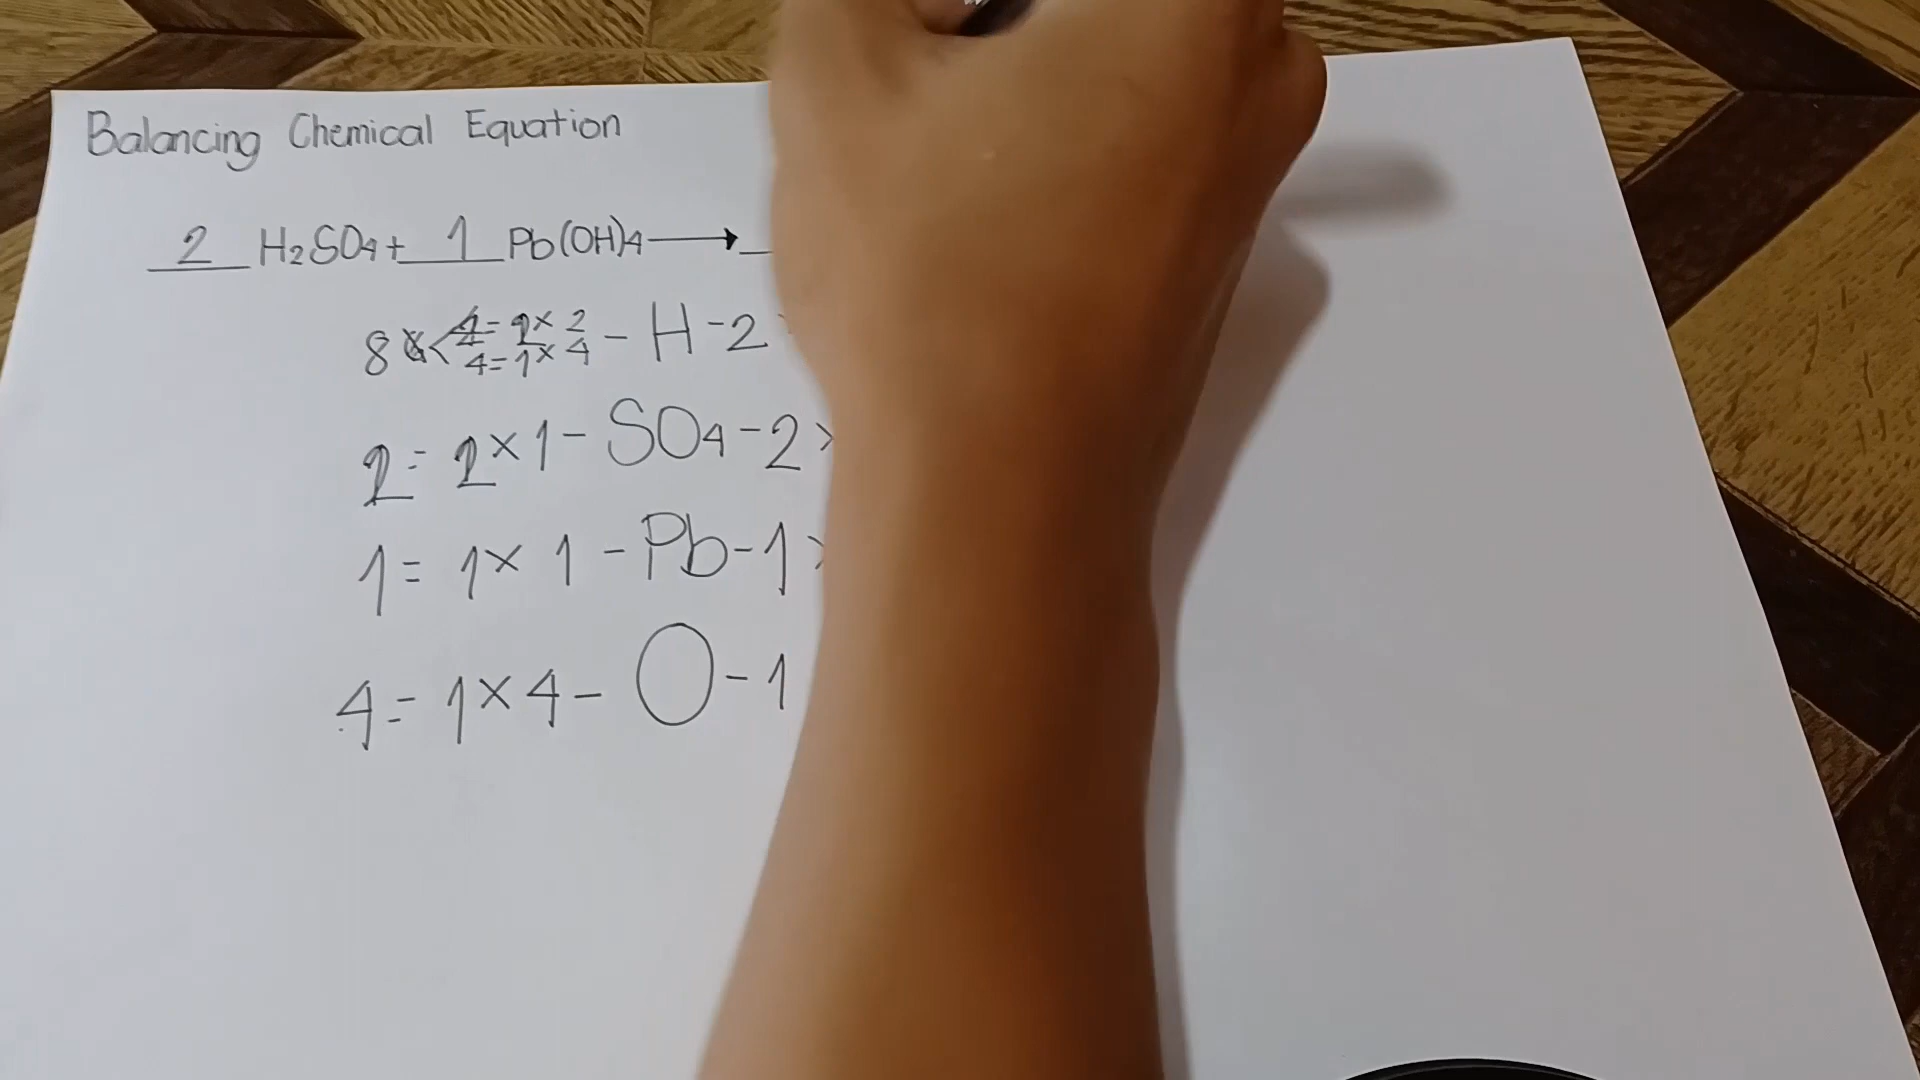 Balancing Chemical Equation
2 H2SO4 + 1 Pb(OH)4 →
8 < 4 = 2 × 2 - H - 2
4 = 1 × 4
2 = 2 × 1 - SO4 - 2 ×
1 = 1 × 1 - Pb - 1 ×
4 = 1 × 4 - O - 1